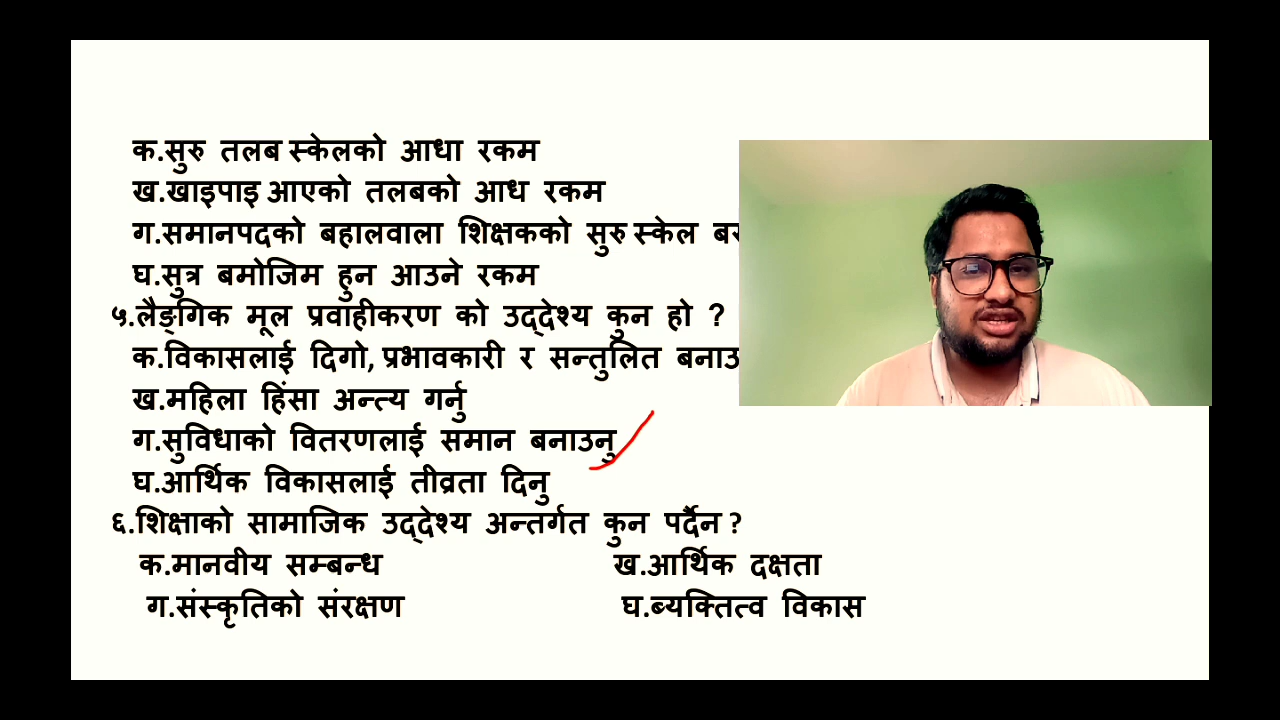 क.सुरु तलब स्केलको आधा रकम
ख.खाइपाइ आएको तलबको आध रकम
ग.समानपदको बहालवाला शिक्षकको सुरु स्केल
घ.सुत्र बमोजिम हुन आउने रकम
५.लैङ्गिक मूल प्रवाहीकरण को उद्देश्य कुन हो ?
क.विकासलाई दिगो, प्रभावकारी र सन्तुलित बनाउ
ख.महिला हिंसा अन्त्य गर्नु
ग.सुविधाको वितरणलाई समान बनाउनु
घ.आर्थिक विकासलाई तीव्रता दिनु
६.शिक्षाको सामाजिक उद्देश्य अन्तर्गत कुन पर्दैन ?
क.मानवीय सम्बन्ध ख.आर्थिक दक्षता
ग.संस्कृतिको संरक्षण घ.ब्यक्तित्व विकास